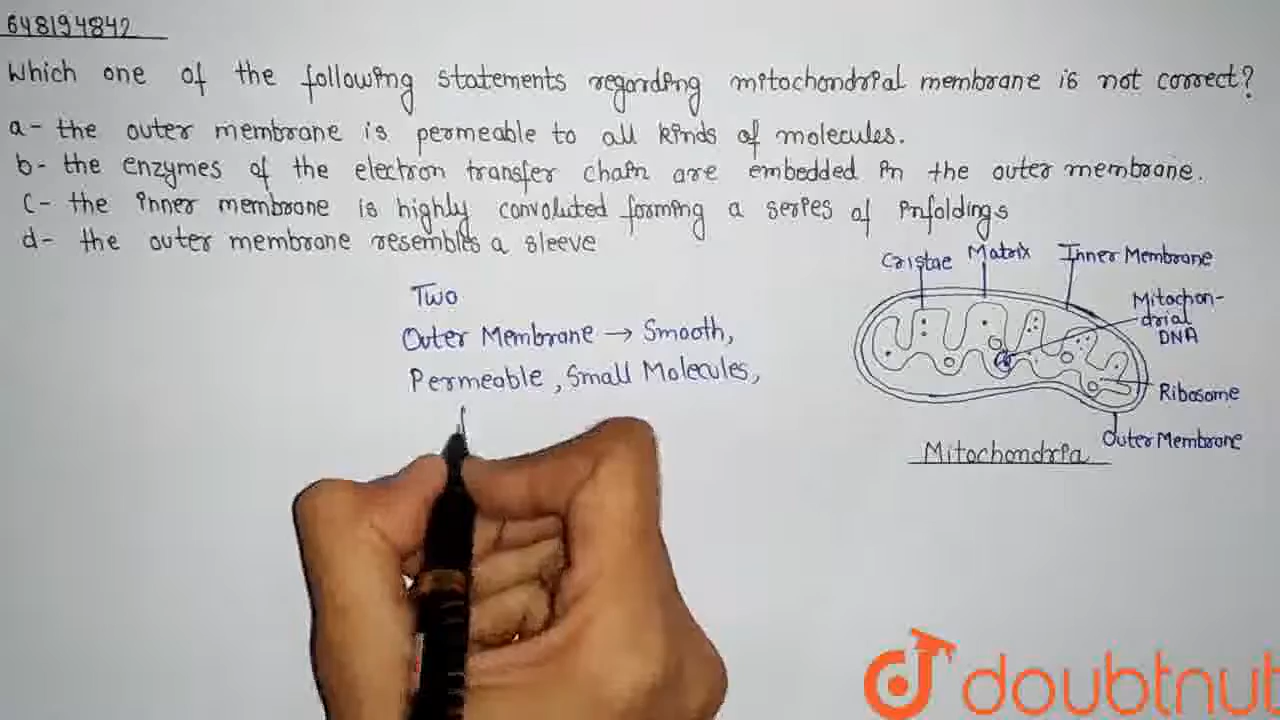 648194842
Which one of the following statements regarding mitochondrial membrane is not correct?
a- the outer membrane is permeable to all kinds of molecules.
b- the enzymes of the electron transfer chain are embedded in the outer membrane.
c- the inner membrane is highly convoluted forming a series of infoldings
d- the outer membrane resembles a sleeve
Two
Outer Membrane → Smooth,
Permeable, Small Molecules,
Cristae Matrix Inner Membrane
Mitochon-
drial
DNA
Ribosome
Outer Membrane
Mitochondria
doubtnut